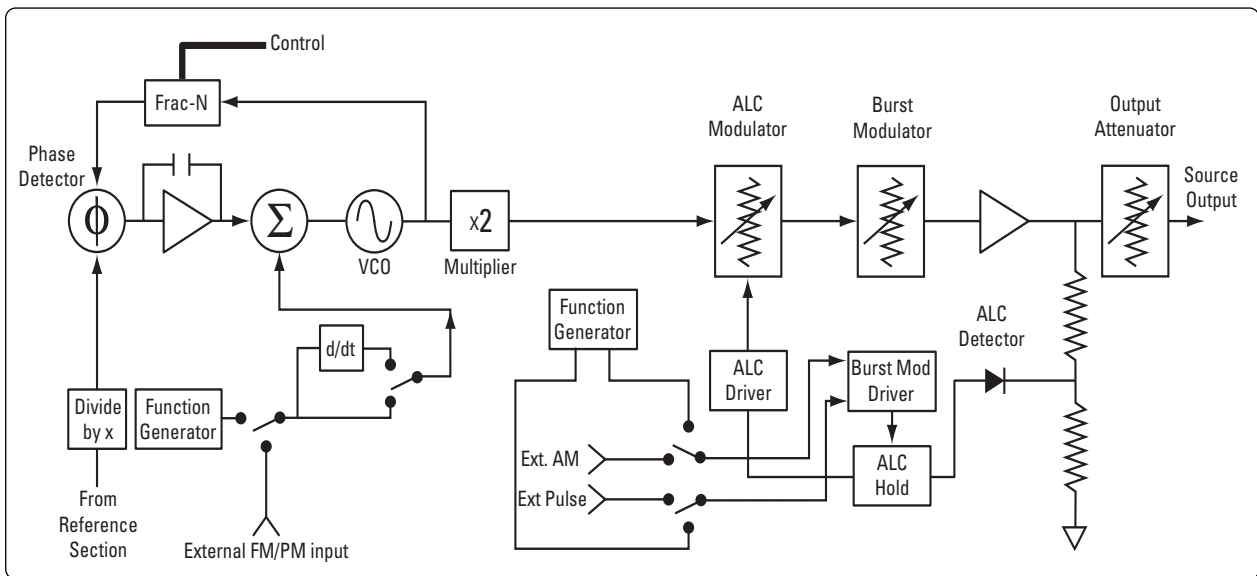 Control
Frac-N
Phase
Detector
ϕ
Σ
VCO
x2
Multiplier
ALC
Modulator
Burst
Modulator
Output
Attenuator
Source
Output
d/dt
Divide
by x
Function
Generator
From
Reference
Section
External FM/PM input
Function
Generator
ALC
Driver
Burst Mod
Driver
ALC
Detector
ALC
Hold
Ext. AM
Ext Pulse